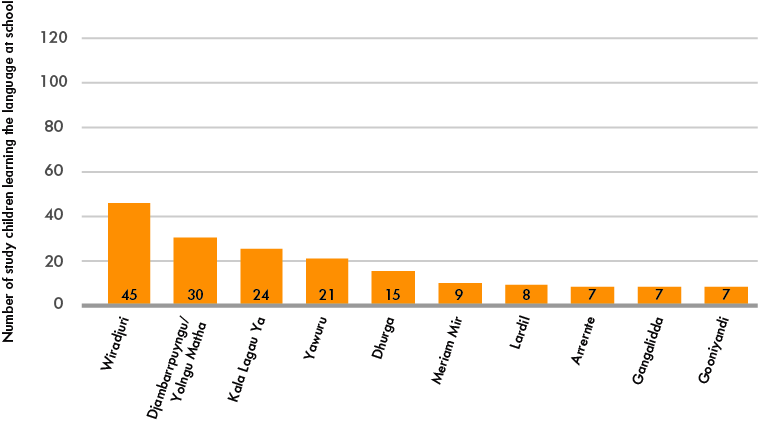 Number of study children learning the language at school
120
100
80
60
40
20
0
45
30
24
21
15
9
8
7
7
7
Wiradjuri
Djambarrpuyngu/
Yolngu Matha
Kala Lagau Ya
Yawuru
Dhurga
Meriam Mir
Lardil
Arrernte
Gangalidda
Gooniyandi